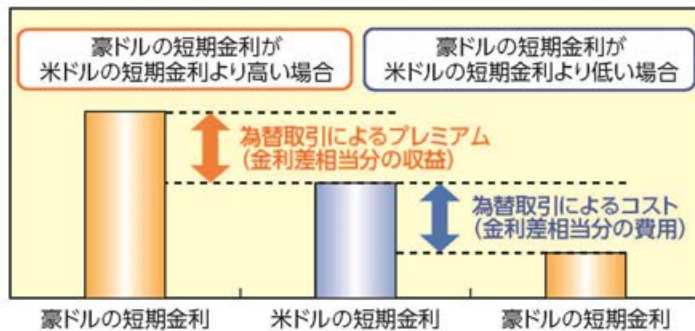 豪ドルの短期金利が
米ドルの短期金利より高い場合
豪ドルの短期金利が
米ドルの短期金利より低い場合
為替取引によるプレミアム
(金利差相当分の収益)
為替取引によるコスト
(金利差相当分の費用)
豪ドルの短期金利
米ドルの短期金利
豪ドルの短期金利